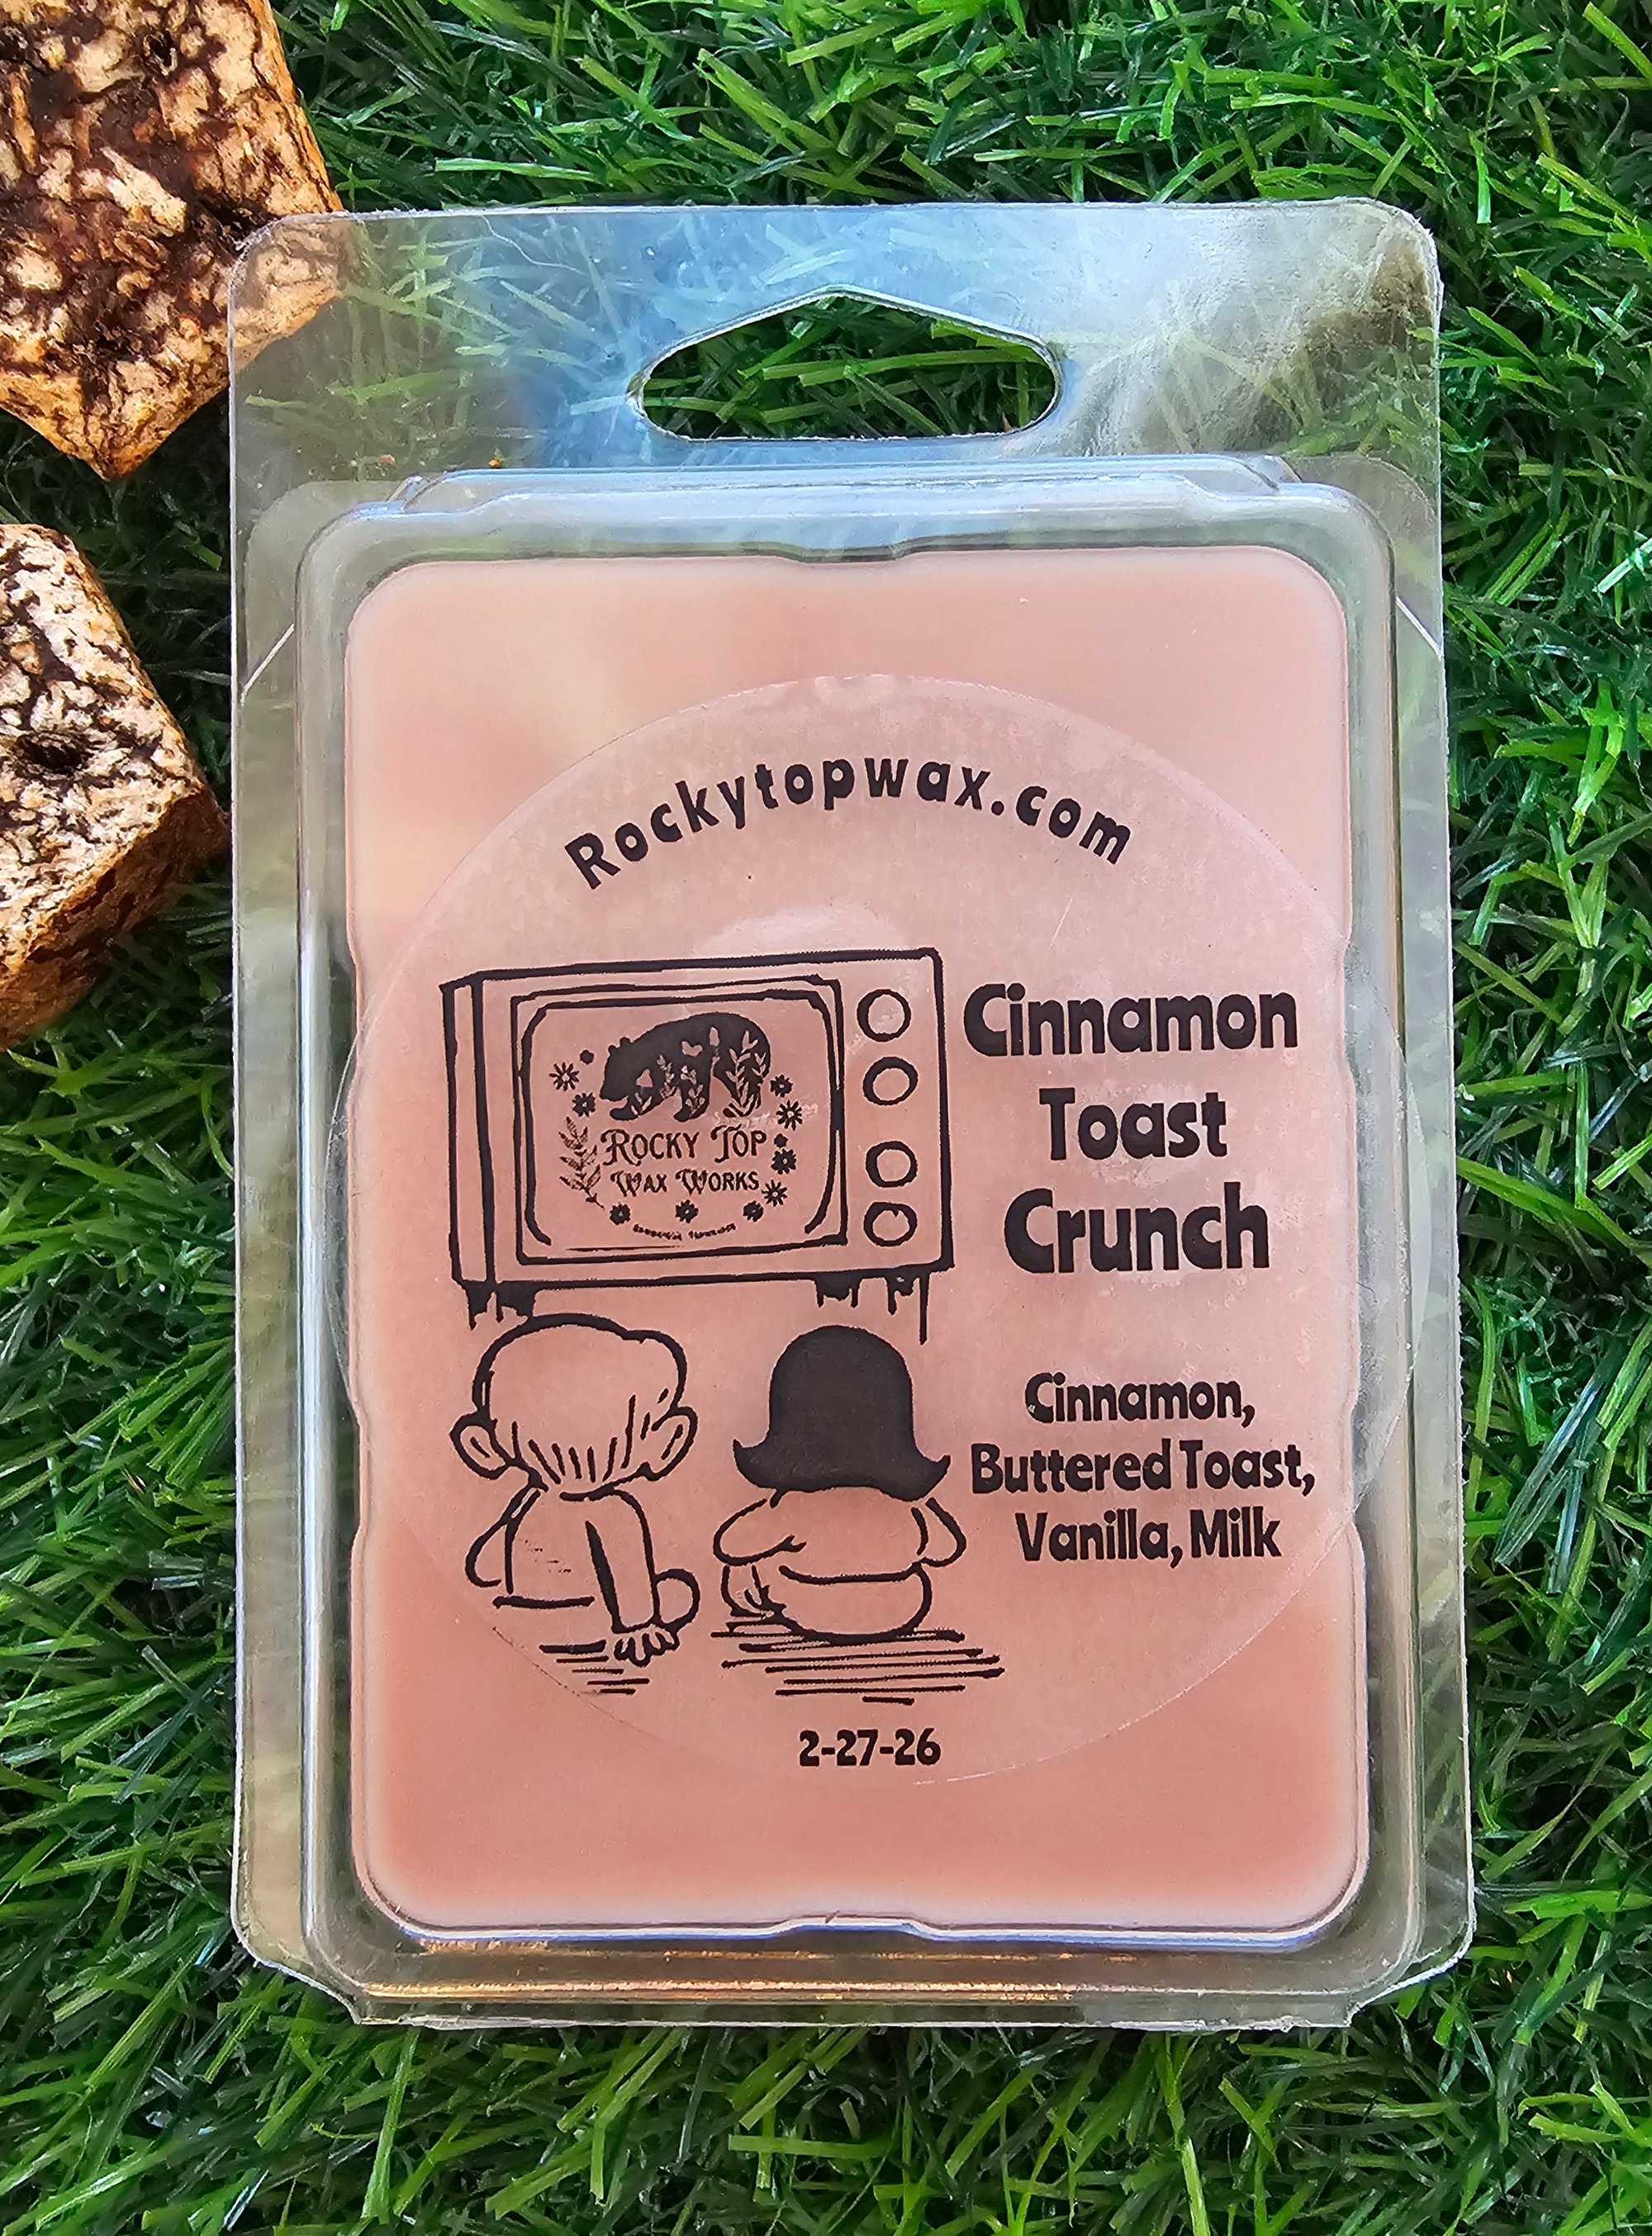 Rockytopwax.com
Rocky Top
Wax Works
Cinnamon
Toast
Crunch
Cinnamon,
Buttered Toast,
Vanilla, Milk
2-27-26